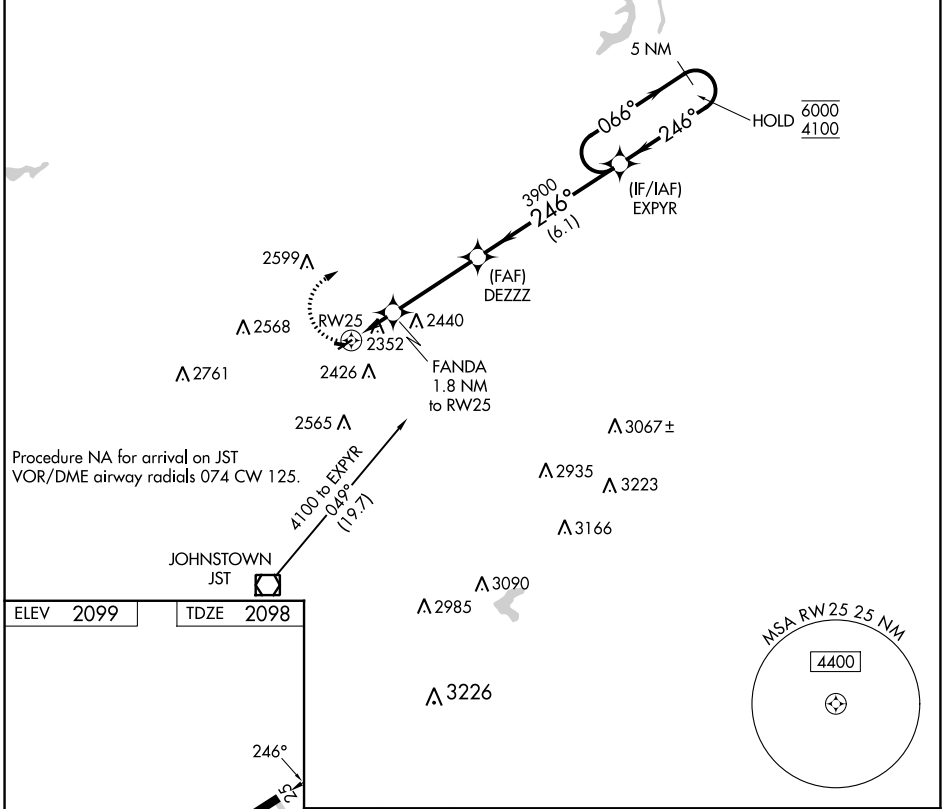 5 NM
066°
246°
HOLD 6000
4100
(IF/IAF)
EXPYR
3900
246°
(6.1)
(FAF)
DEZZZ
2599
2568
RW25
2440
2352
2761
2426
FANDA
1.8 NM
to RW25
2565
3067±
Procedure NA for arrival on JST
VOR/DME airway radials 074 CW 125.
2935
3223
4100 to EXPYR
049°
(19.7)
3166
JOHNSTOWN
JST
3090
2985
ELEV 2099
TDZE 2098
MSA RW25 25 NM
4400
3226
246°
25